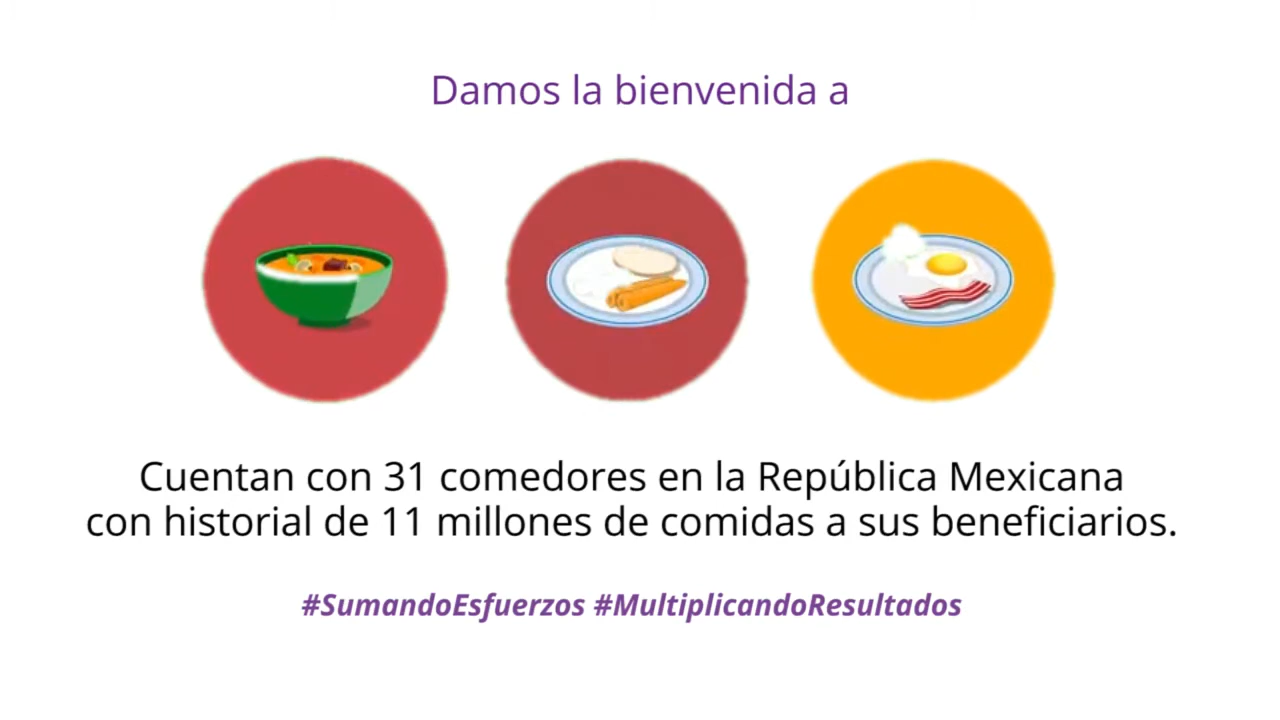 Damos la bienvenida a
Cuentan con 31 comedores en la República Mexicana
con historial de 11 millones de comidas a sus beneficiarios.
#SumandoEsfuerzos #MultiplicandoResultados